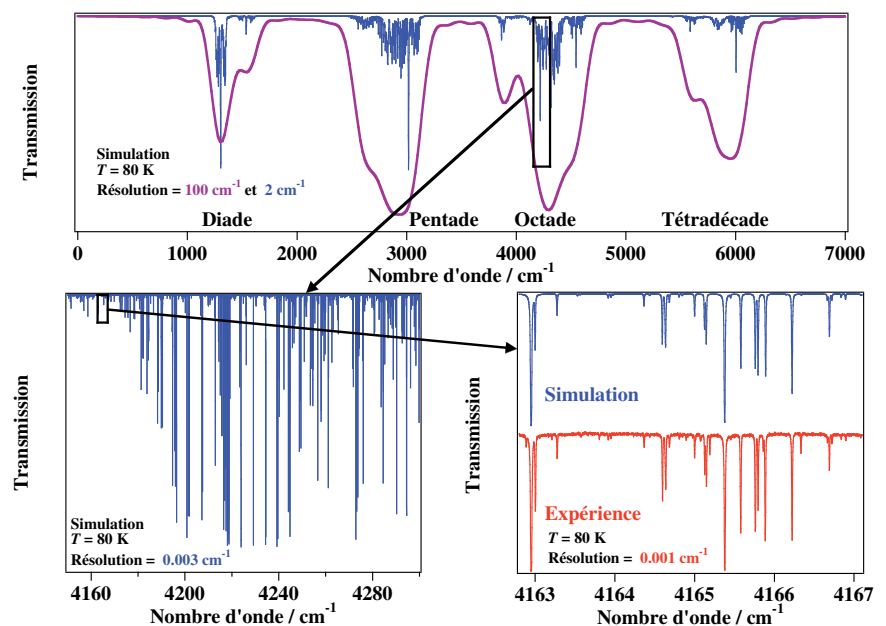 Transmission
Simulation
T = 80 K
Résolution = 100 cm-1 et 2 cm-1
Diade
Pentade
Octade
Tétradécade
0 1000 2000 3000 4000 5000 6000 7000
Nombre d'onde / cm-1
Transmission
Simulation
T = 80 K
Résolution = 0.003 cm-1
4160 4200 4240 4280
Nombre d'onde / cm-1
Transmission
Simulation
Expérience
T = 80 K
Résolution = 0.001 cm-1
4163 4164 4165 4166 4167
Nombre d'onde / cm-1